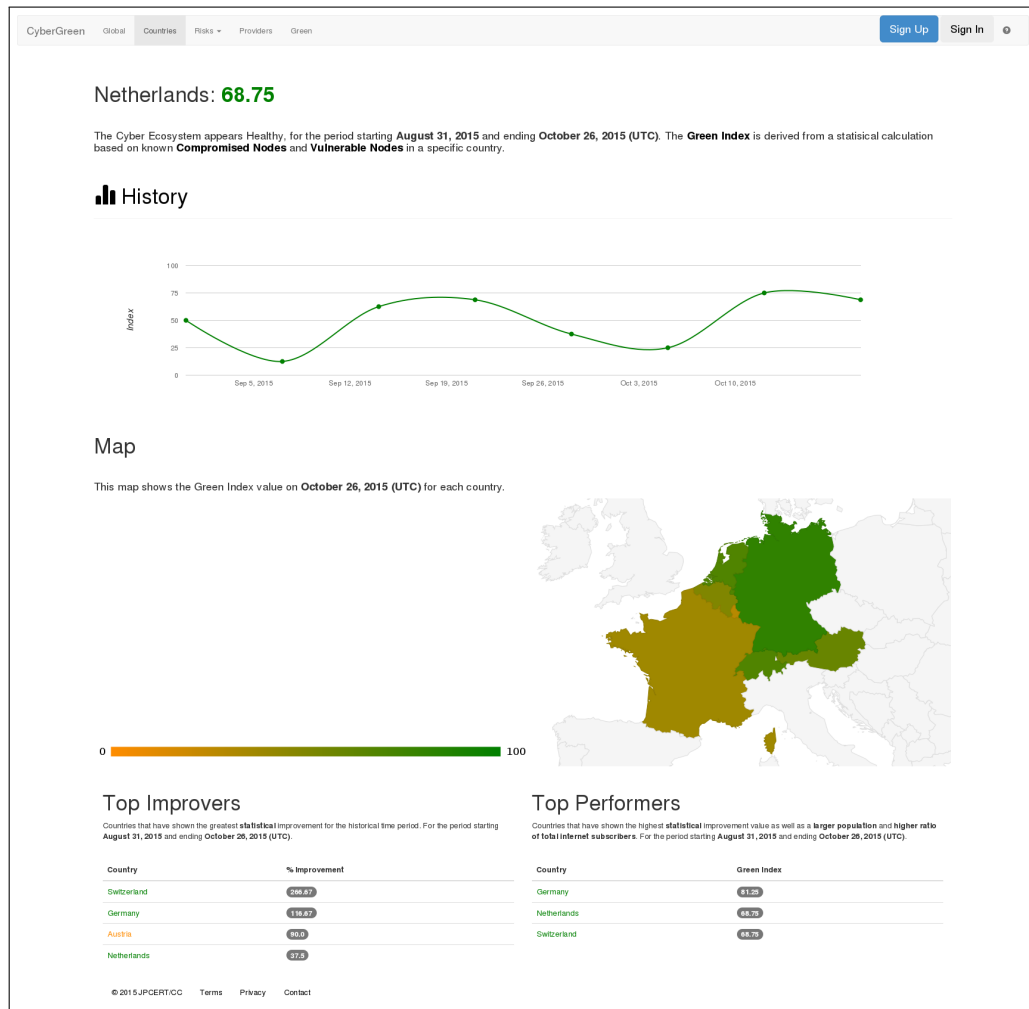 CyberGreen Global Countries Risks Providers Green Sign Up Sign In
Netherlands: 68.75
The Cyber Ecosystem appears Healthy, for the period starting August 31, 2015 and ending October 26, 2015 (UTC). The Green Index is derived from a statisical calculation
based on known Compromised Nodes and Vulnerable Nodes in a specific country.
History
100
75
50
25
0
Index
Sep 5, 2015 Sep 12, 2015 Sep 19, 2015 Sep 26, 2015 Oct 3, 2015 Oct 10, 2015
Map
This map shows the Green Index value on October 26, 2015 (UTC) for each country.
0 100
Top Improvers
Countries that have shown the greatest statistical improvement for the historical time period. For the period starting
August 31, 2015 and ending October 26, 2015 (UTC).
Country % Improvement
Switzerland 266.67
Germany 116.67
Austria 90.0
Netherlands 37.5
Top Performers
Countries that have shown the highest statistical improvement value as well as a larger population and higher ratio
of total internet subscribers. For the period starting August 31, 2015 and ending October 26, 2015 (UTC).
Country Green Index
Germany 81.25
Netherlands 68.75
Switzerland 68.75
© 2015 JPCERT/CC Terms Privacy Contact